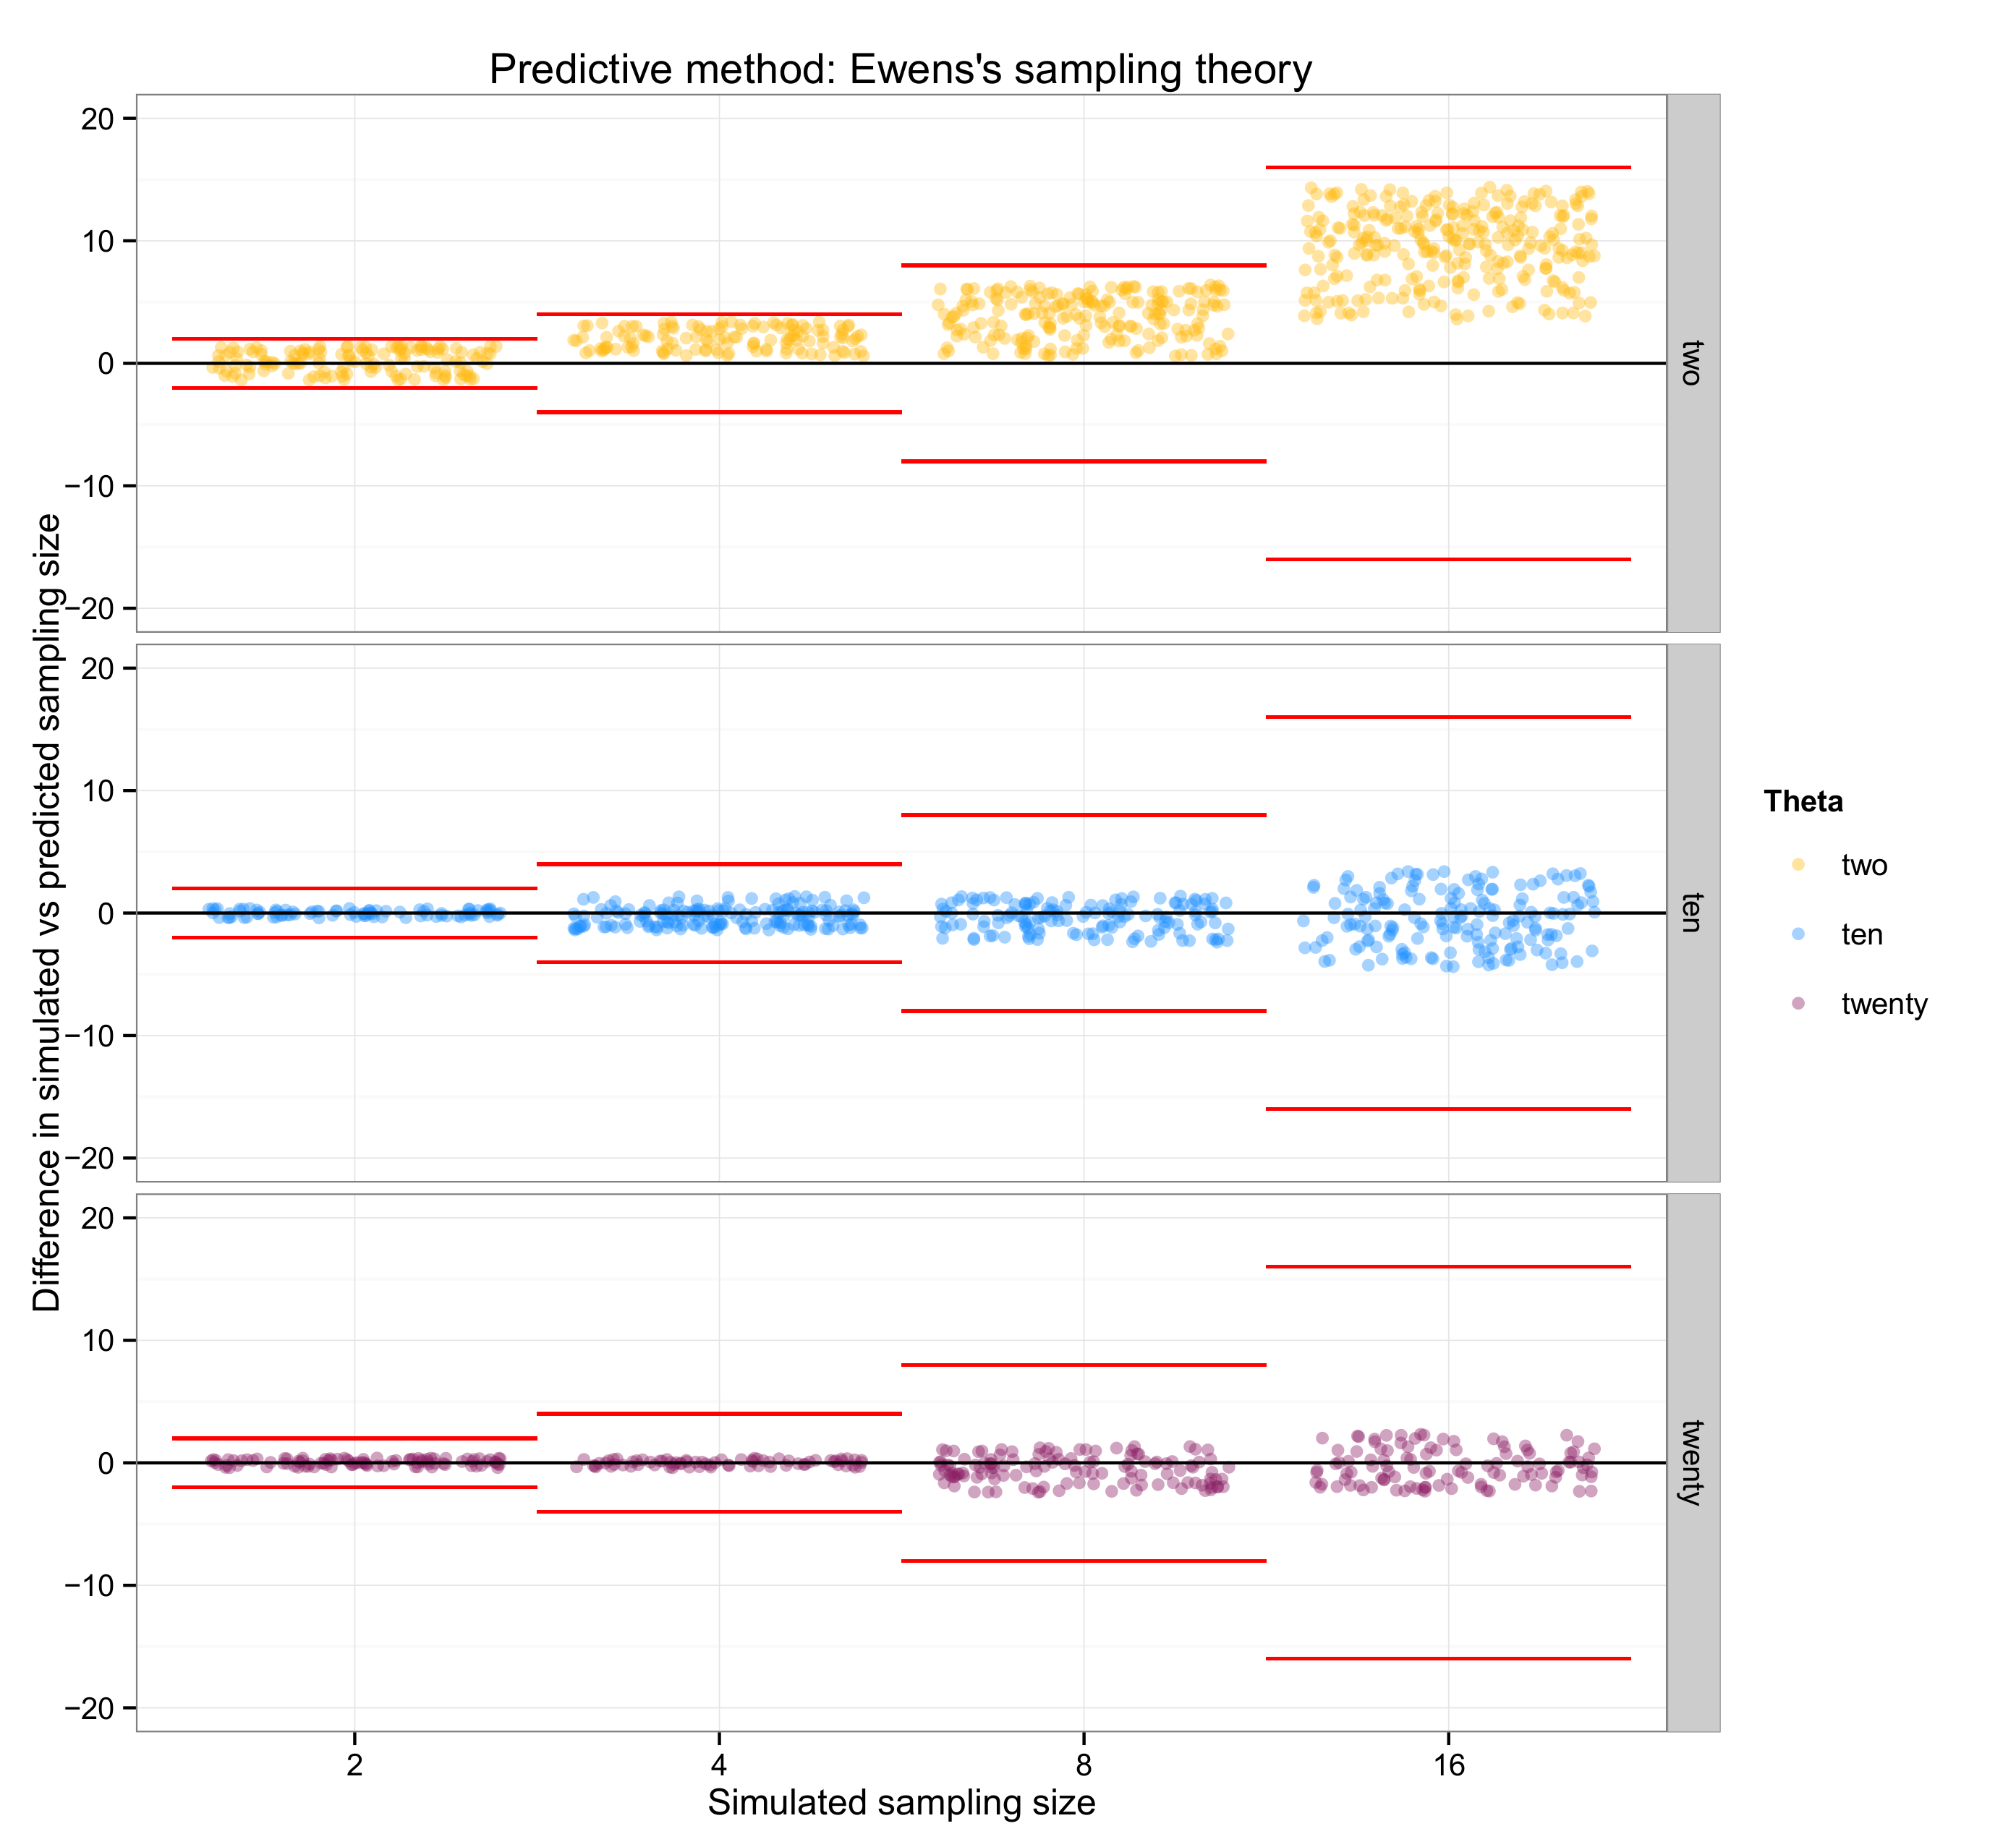 Predictive method: Ewens's sampling theory
Difference in simulated vs predicted sampling size
20
10
0
−10
−20
two
20
10
0
−10
−20
ten
20
10
0
−10
−20
twenty
2
4
8
16
Simulated sampling size
Theta
two
ten
twenty